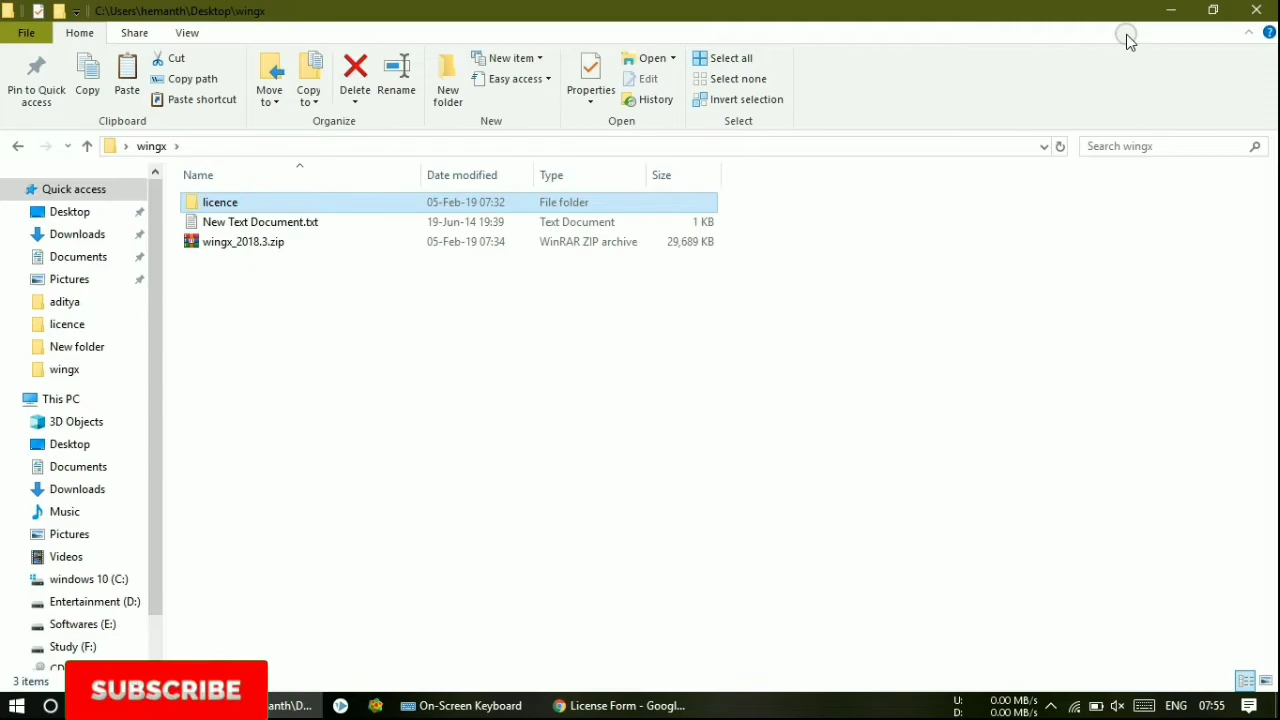 C:\Users\hemanth\Desktop\wingx
File Home Share View
Pin to Quick access
Copy
Paste
Cut
Copy path
Paste shortcut
Clipboard
Move to
Copy to
Delete
Rename
Organize
New folder
New item
Easy access
New
Properties
Open
Edit
History
Open
Select all
Select none
Invert selection
Select
wingx
Search wingx
Name Date modified Type Size
licence 05-Feb-19 07:32 File folder
New Text Document.txt 19-Jun-14 19:39 Text Document 1 KB
wingx_2018.3.zip 05-Feb-19 07:34 WinRAR ZIP archive 29,689 KB
Quick access
Desktop
Downloads
Documents
Pictures
aditya
licence
New folder
wingx
This PC
3D Objects
Desktop
Documents
Downloads
Music
Pictures
Videos
windows 10 (C:)
Entertainment (D:)
Softwares (E:)
Study (F:)
3 items
SUBSCRIBE
anth\D...
On-Screen Keyboard
License Form - Googl...
U: 0.00 MB/s
D: 0.00 MB/s
ENG 07:55